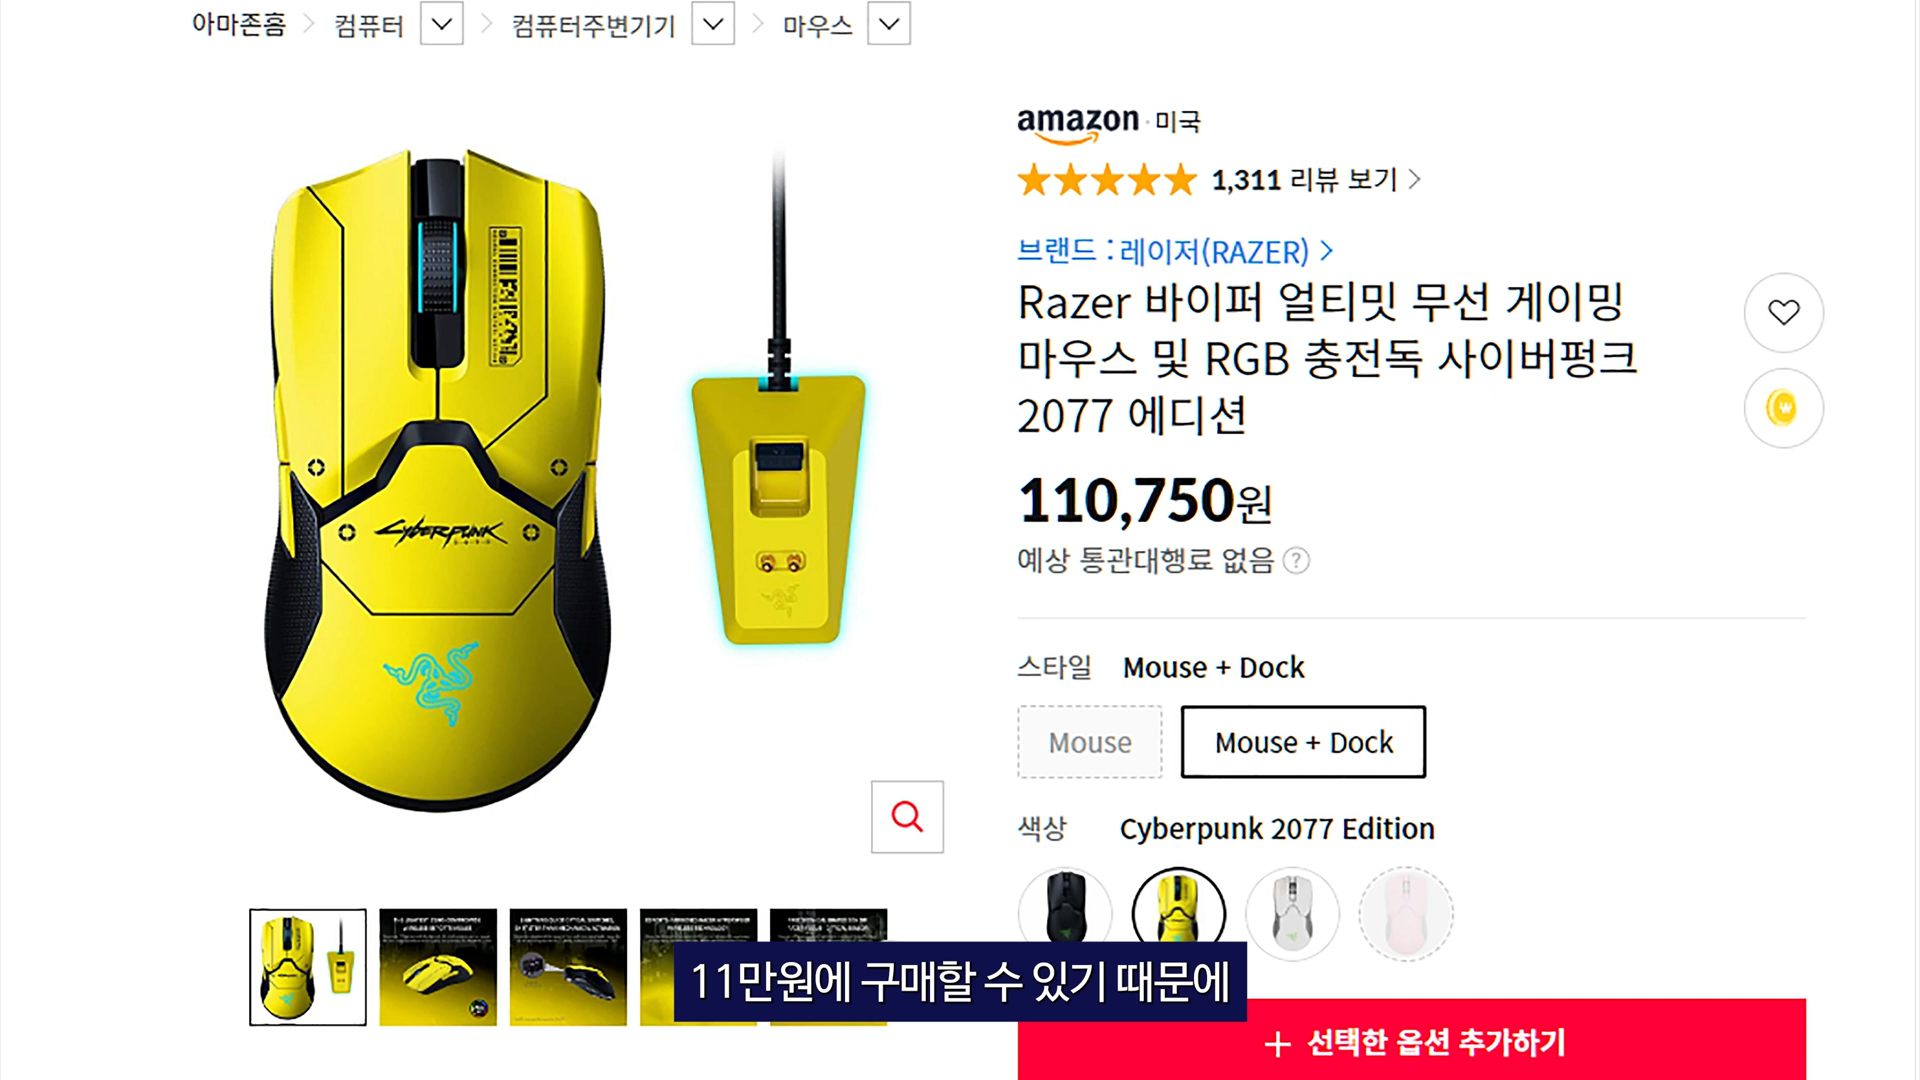 아마존홈 컴퓨터 컴퓨터주변기기 마우스
amazon · 미국
1,311 리뷰 보기
브랜드 : 레이저(RAZER)
Razer 바이퍼 얼티밋 무선 게이밍
마우스 및 RGB 충전독 사이버펑크
2077 에디션
110,750원
예상 통관대행료 없음 ?
CYBERPUNK
스타일 Mouse + Dock
Mouse Mouse + Dock
색상 Cyberpunk 2077 Edition
11만원에 구매할 수 있기 때문에
+ 선택한 옵션 추가하기